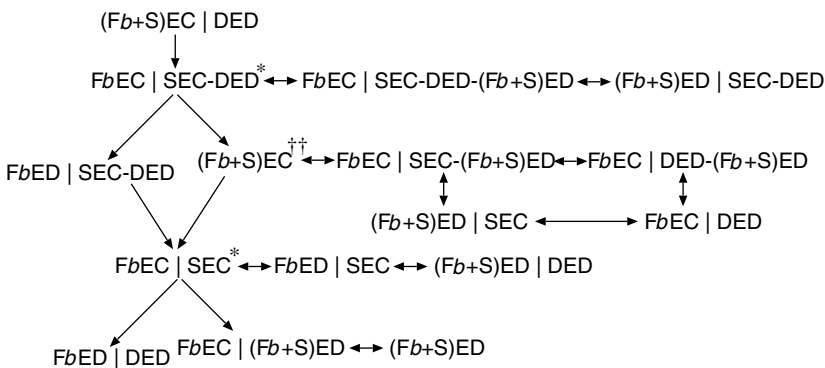 (Fb+S)EC | DED
FbEC | SEC-DED* FbEC | SEC-DED-(Fb+S)ED (Fb+S)ED | SEC-DED
FbED | SEC-DED (Fb+S)EC†† FbEC | SEC-(Fb+S)ED FbEC | DED-(Fb+S)ED
(Fb+S)ED | SEC FbEC | DED
FbEC | SEC* FbED | SEC (Fb+S)ED | DED
FbED | DED FbEC | (Fb+S)ED (Fb+S)ED